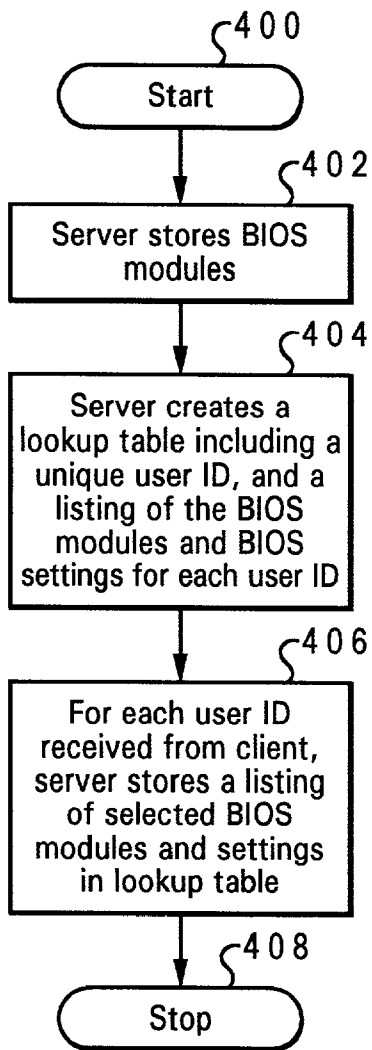 400
Start
402
Server stores BIOS
modules
404
Server creates a
lookup table including a
unique user ID, and a
listing of the BIOS
modules and BIOS
settings for each user ID
406
For each user ID
received from client,
server stores a listing
of selected BIOS
modules and settings
in lookup table
408
Stop